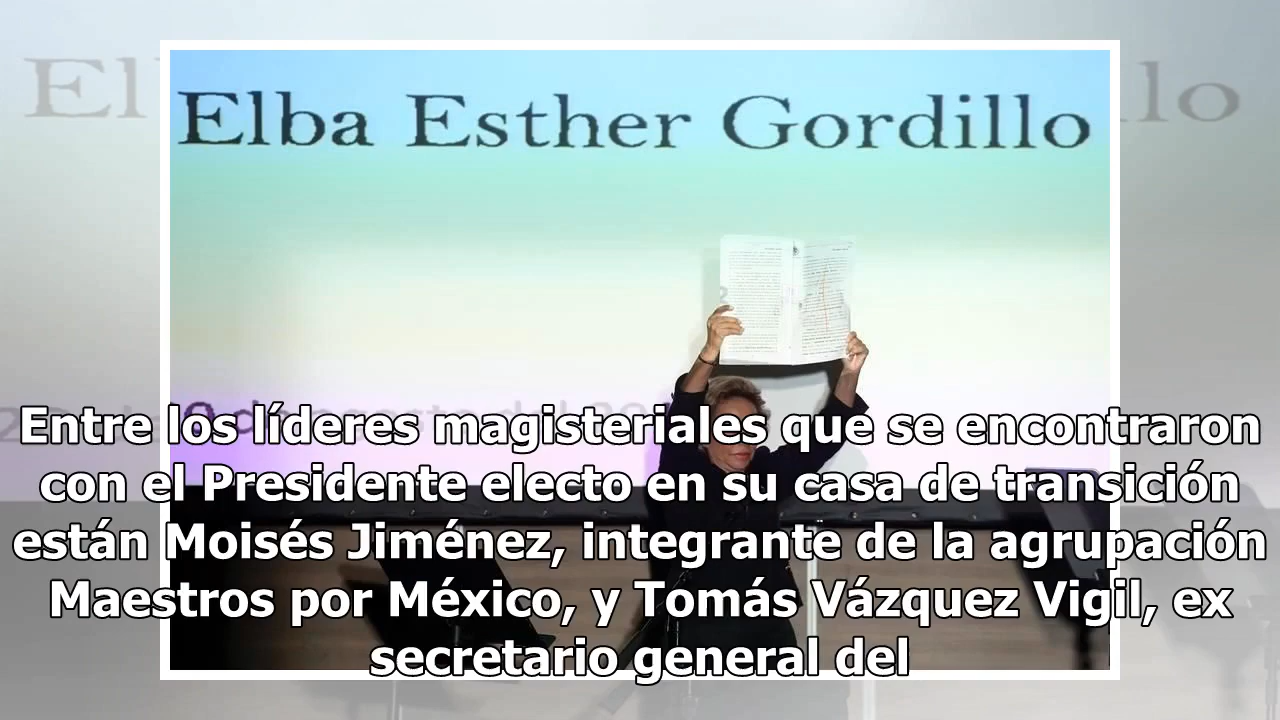 Elba Esther Gordillo
Entre los líderes magisteriales que se encontraron
con el Presidente electo en su casa de transición
están Moisés Jiménez, integrante de la agrupación
Maestros por México, y Tomás Vázquez Vigil, ex
secretario general del